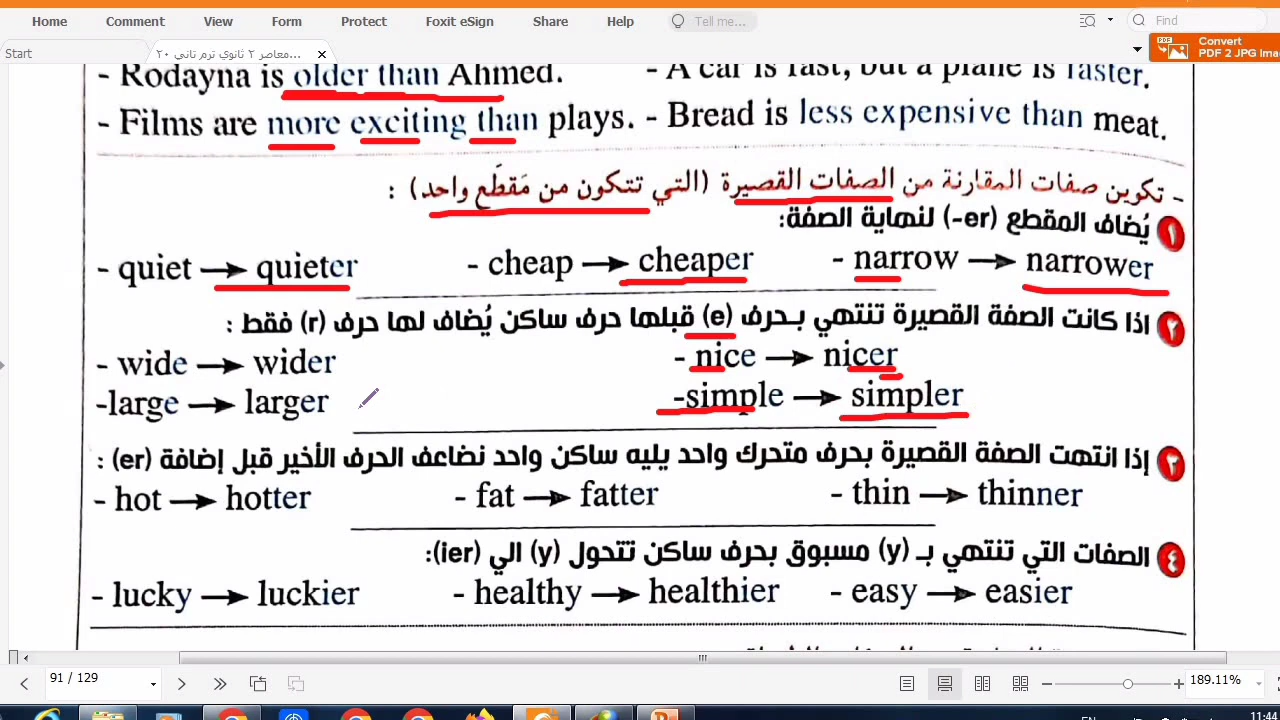 Home Comment View Form Protect Foxit eSign Share Help Tell me... Find
Start معاصر ٢ ثانوي ترم تاني ٢٠... Convert
PDF 2 JPG Ima
- Rodayna is older than Ahmed. - A car is fast, but a plane is faster.
- Films are more exciting than plays. - Bread is less expensive than meat.
- تكوين صفات المقارنة من الصفات القصيرة (التي تتكون من مَقطَع واحد) :
١ يُضاف المقطع (er-) لنهاية الصفة:
- quiet → quieter - cheap → cheaper - narrow → narrower
٢ اذا كانت الصفة القصيرة تنتهي بـحرف (e) قبلها حرف ساكن يُضاف لها حرف (r) فقط :
- wide → wider - nice → nicer
-large → larger -simple → simpler
٣ إذا انتهت الصفة القصيرة بحرف متحرك واحد يليه ساكن واحد نضاعف الحرف الأخير قبل إضافة (er) :
- hot → hotter - fat → fatter - thin → thinner
٤ الصفات التي تنتهي بـ (y) مسبوق بحرف ساكن تتحول (y) الي (ier):
- lucky → luckier - healthy → healthier - easy → easier
91 / 129 189.11%
EN 11:44